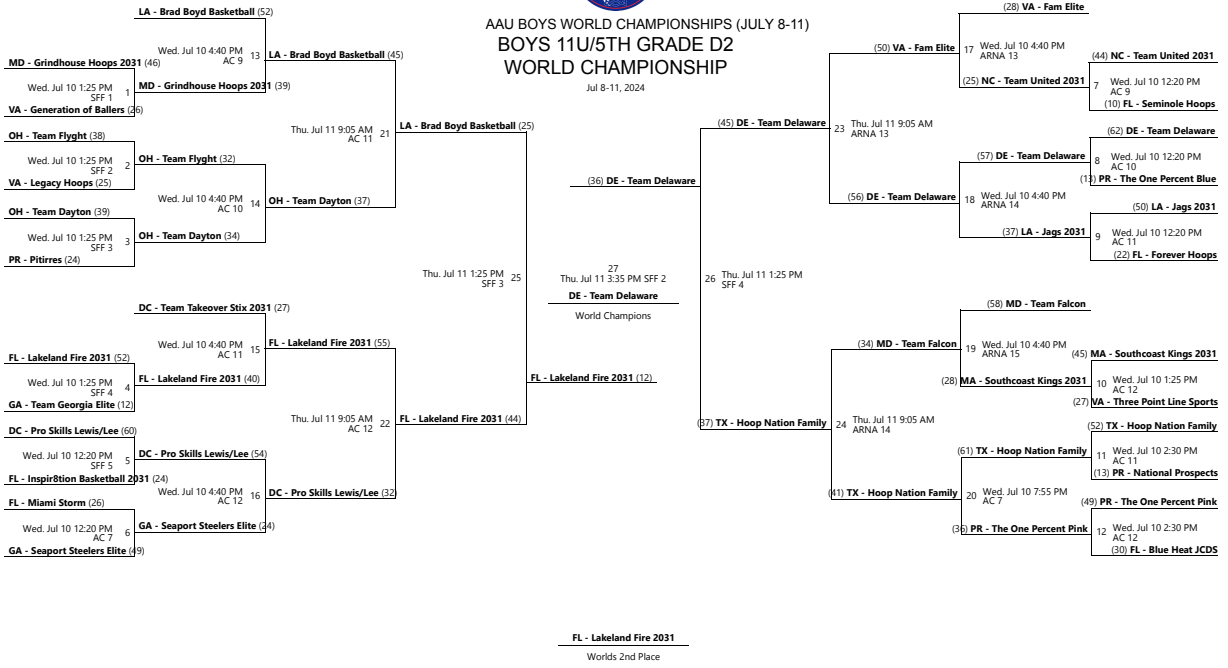 AAU BOYS WORLD CHAMPIONSHIPS (JULY 8-11)
BOYS 11U/5TH GRADE D2
WORLD CHAMPIONSHIP
Jul 8-11, 2024
LA - Brad Boyd Basketball (52)
Wed. Jul 10 4:40 PM
AC 9
13
MD - Grindhouse Hoops 2031 (46)
Wed. Jul 10 1:25 PM
SFF 1
1
VA - Generation of Ballers (26)
MD - Grindhouse Hoops 2031 (39)
LA - Brad Boyd Basketball (45)
Thu. Jul 11 9:05 AM
AC 11
21
OH - Team Flyght (38)
Wed. Jul 10 1:25 PM
SFF 2
2
VA - Legacy Hoops (25)
OH - Team Flyght (32)
Wed. Jul 10 4:40 PM
AC 10
14
OH - Team Dayton (39)
Wed. Jul 10 1:25 PM
SFF 3
3
PR - Pitirres (24)
OH - Team Dayton (34)
OH - Team Dayton (37)
LA - Brad Boyd Basketball (25)
Thu. Jul 11 1:25 PM
SFF 3
25
DC - Team Takeover Stix 2031 (27)
Wed. Jul 10 4:40 PM
AC 11
15
FL - Lakeland Fire 2031 (52)
Wed. Jul 10 1:25 PM
SFF 4
4
GA - Team Georgia Elite (12)
FL - Lakeland Fire 2031 (40)
FL - Lakeland Fire 2031 (55)
Thu. Jul 11 9:05 AM
AC 12
22
DC - Pro Skills Lewis/Lee (60)
Wed. Jul 10 12:20 PM
SFF 5
5
FL - Inspir8tion Basketball 2031 (24)
DC - Pro Skills Lewis/Lee (54)
Wed. Jul 10 4:40 PM
AC 12
16
FL - Miami Storm (26)
Wed. Jul 10 12:20 PM
AC 7
6
GA - Seaport Steelers Elite (49)
GA - Seaport Steelers Elite (24)
DC - Pro Skills Lewis/Lee (32)
FL - Lakeland Fire 2031 (44)
FL - Lakeland Fire 2031 (12)
(36) DE - Team Delaware
27
Thu. Jul 11 3:35 PM SFF 2
DE - Team Delaware
World Champions
(28) VA - Fam Elite
17
Wed. Jul 10 4:40 PM
ARNA 13
(44) NC - Team United 2031
7
Wed. Jul 10 12:20 PM
AC 9
(10) FL - Seminole Hoops
(25) NC - Team United 2031
(50) VA - Fam Elite
23
Thu. Jul 11 9:05 AM
ARNA 13
(62) DE - Team Delaware
8
Wed. Jul 10 12:20 PM
AC 10
(13) PR - The One Percent Blue
(57) DE - Team Delaware
18
Wed. Jul 10 4:40 PM
ARNA 14
(50) LA - Jags 2031
9
Wed. Jul 10 12:20 PM
AC 11
(22) FL - Forever Hoops
(37) LA - Jags 2031
(56) DE - Team Delaware
(45) DE - Team Delaware
26
Thu. Jul 11 1:25 PM
SFF 4
(58) MD - Team Falcon
19
Wed. Jul 10 4:40 PM
ARNA 15
(45) MA - Southcoast Kings 2031
10
Wed. Jul 10 1:25 PM
AC 12
(27) VA - Three Point Line Sports
(28) MA - Southcoast Kings 2031
(34) MD - Team Falcon
24
Thu. Jul 11 9:05 AM
ARNA 14
(52) TX - Hoop Nation Family
11
Wed. Jul 10 2:30 PM
AC 11
(13) PR - National Prospects
(61) TX - Hoop Nation Family
20
Wed. Jul 10 7:55 PM
AC 7
(49) PR - The One Percent Pink
12
Wed. Jul 10 2:30 PM
AC 12
(30) FL - Blue Heat JCDS
(36) PR - The One Percent Pink
(41) TX - Hoop Nation Family
(37) TX - Hoop Nation Family
FL - Lakeland Fire 2031
Worlds 2nd Place